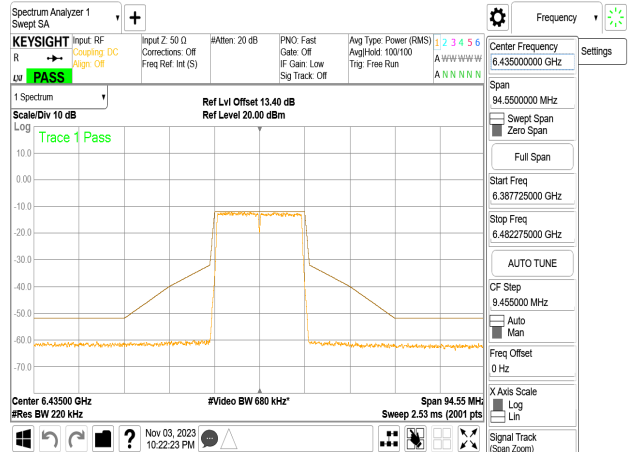 Spectrum Analyzer 1
Swept SA
Frequency
KEYSIGHT
Input: RF
Coupling: DC
Align: Off
Input Z: 50 Ω
Corrections: Off
Freq Ref: Int (S)
#Atten: 20 dB
PNO: Fast
Gate: Off
IF Gain: Low
Sig Track: Off
Avg Type: Power (RMS)
Avg|Hold: 100/100
Trig: Free Run
1 2 3 4 5 6
A W W W W W
A N N N N N
R
LXI
PASS
1 Spectrum
Scale/Div 10 dB
Ref Lvl Offset 13.40 dB
Ref Level 20.00 dBm
Log
Trace 1 Pass
10.0
0.00
-10.0
-20.0
-30.0
-40.0
-50.0
-60.0
-70.0
Center 6.43500 GHz
#Res BW 220 kHz
#Video BW 680 kHz*
Span 94.55 MHz
Sweep 2.53 ms (2001 pts
Nov 03, 2023
10:22:23 PM
Settings
Center Frequency
6.435000000 GHz
Span
94.5500000 MHz
Swept Span
Zero Span
Full Span
Start Freq
6.387725000 GHz
Stop Freq
6.482275000 GHz
AUTO TUNE
CF Step
9.455000 MHz
Auto
Man
Freq Offset
0 Hz
X Axis Scale
Log
Lin
Signal Track
(Span Zoom)